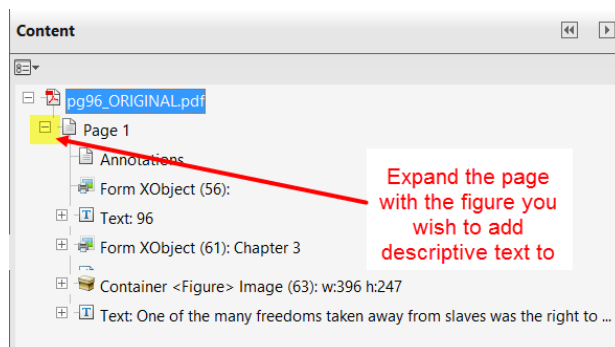 Content
pg96_ORIGINAL.pdf
Page 1
Annotations
Form XObject (56):
Text: 96
Form XObject (61): Chapter 3
Container <Figure> Image (63): w:396 h:247
Text: One of the many freedoms taken away from slaves was the right to ...
Expand the page
with the figure you
wish to add
descriptive text to